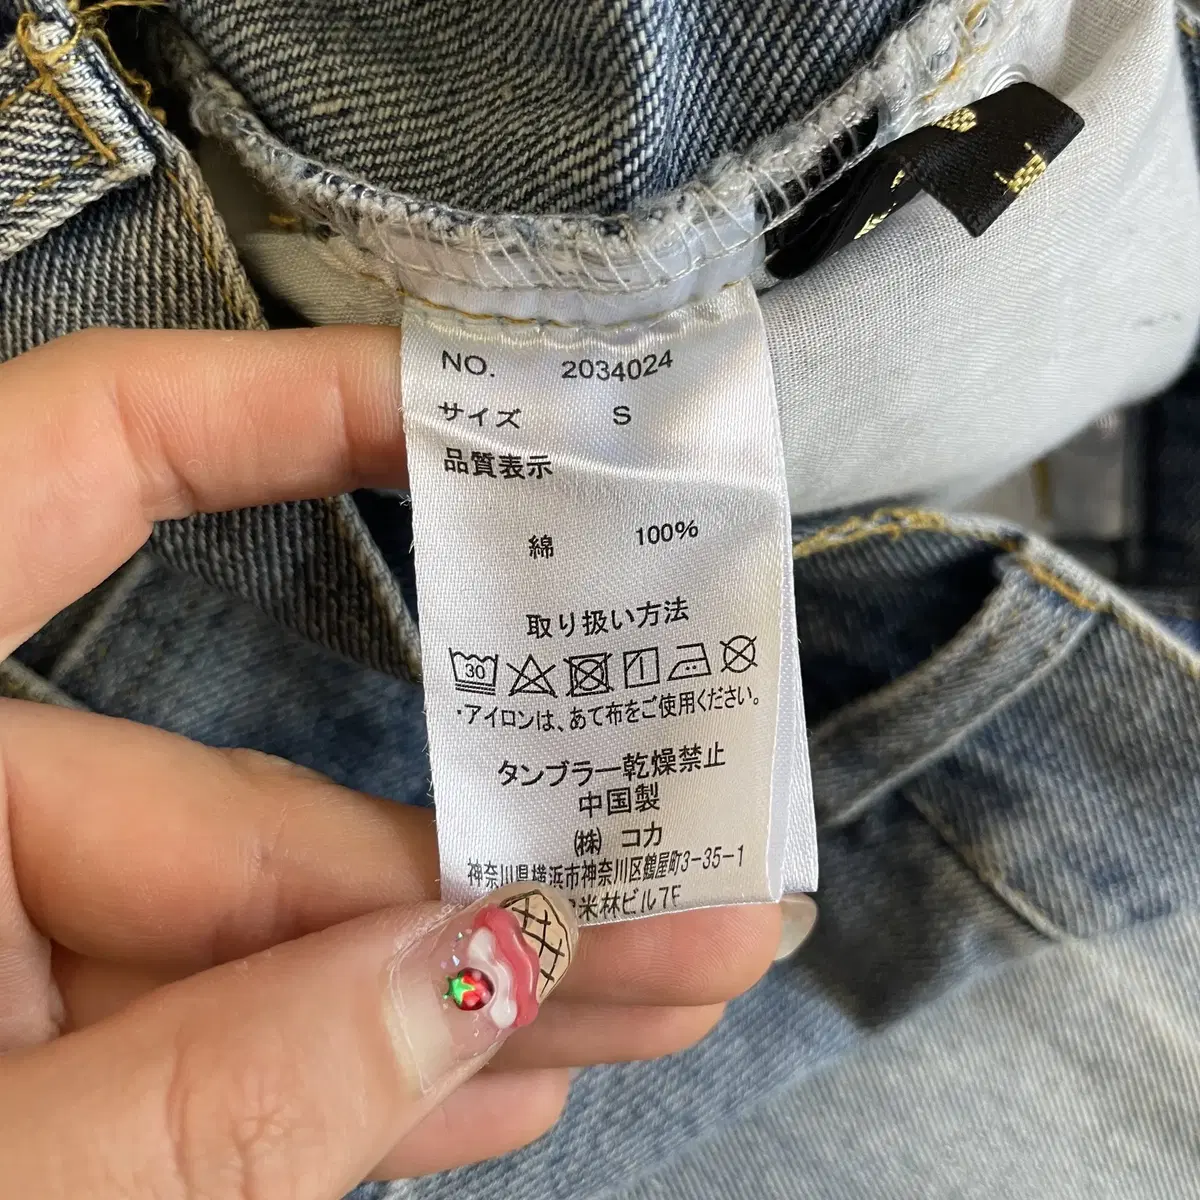 NO. 2034024
サイズ S
品質表示
綿 100%
取り扱い方法
30
・アイロンは、あて布をご使用ください。
タンブラー乾燥禁止
中国製
㈱ コカ
神奈川県横浜市神奈川区鶴屋町3-35-1
米林ビル7F